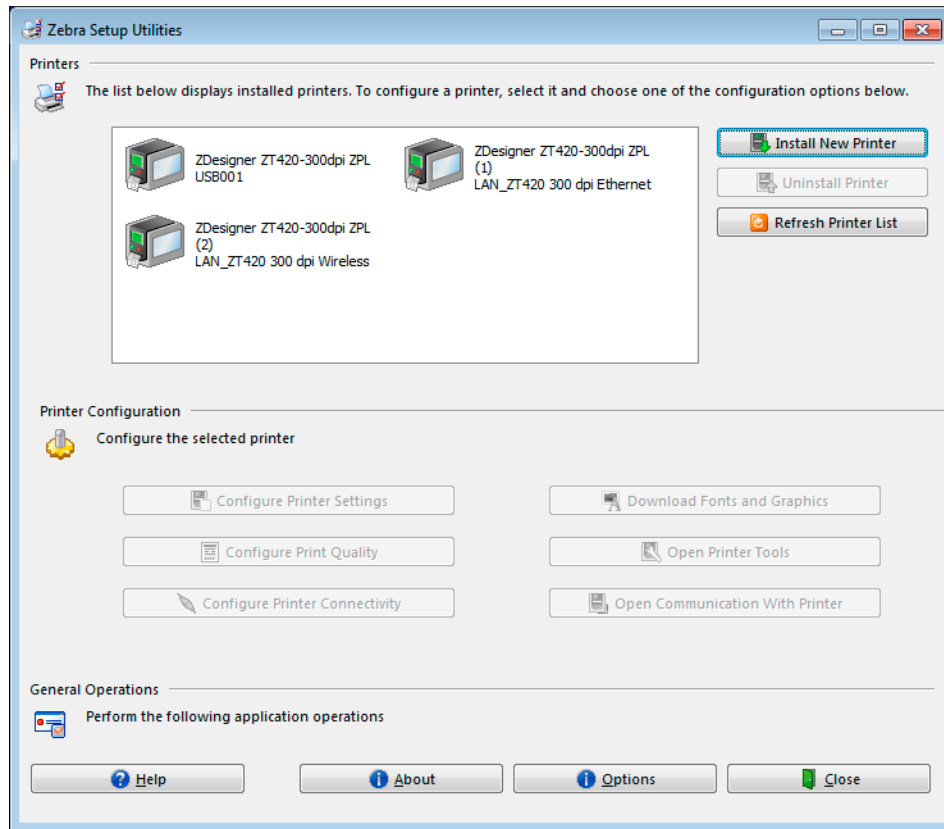 Zebra Setup Utilities
Printers
The list below displays installed printers. To configure a printer, select it and choose one of the configuration options below.
ZDesigner ZT420-300dpi ZPL
USB001
ZDesigner ZT420-300dpi ZPL
(1)
LAN_ZT420 300 dpi Ethernet
ZDesigner ZT420-300dpi ZPL
(2)
LAN_ZT420 300 dpi Wireless
Install New Printer
Uninstall Printer
Refresh Printer List
Printer Configuration
Configure the selected printer
Configure Printer Settings
Download Fonts and Graphics
Configure Print Quality
Open Printer Tools
Configure Printer Connectivity
Open Communication With Printer
General Operations
Perform the following application operations
Help
About
Options
Close